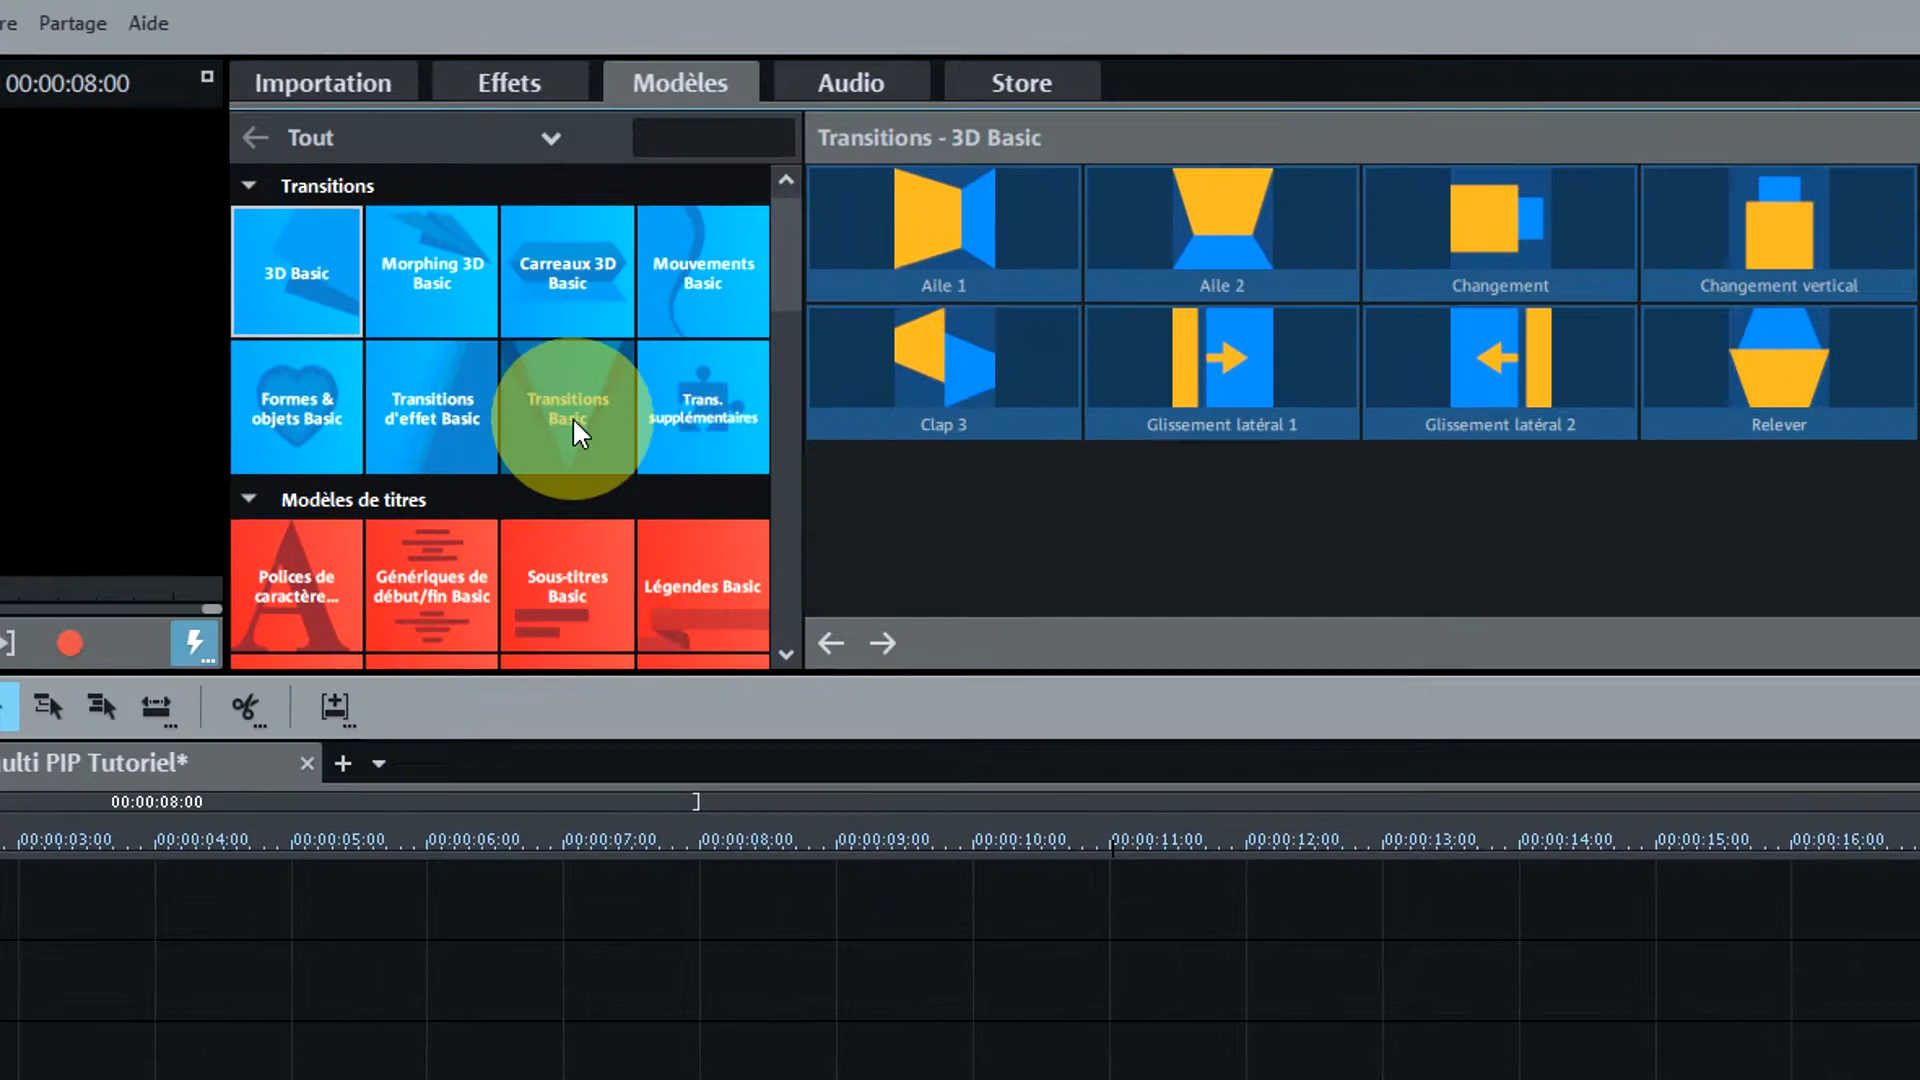 re Partage Aide
00:00:08:00
Importation Effets Modèles Audio Store
Tout
Transitions - 3D Basic
Transitions
3D Basic
Morphing 3D
Basic
Carreaux 3D
Basic
Mouvements
Basic
Formes &
objets Basic
Transitions
d'effet Basic
Transitions
Basic
Trans.
supplémentaires
Aile 1
Aile 2
Changement
Changement vertical
Clap 3
Glissement latéral 1
Glissement latéral 2
Relever
Modèles de titres
Polices de
caractère...
Génériques de
début/fin Basic
Sous-titres
Basic
Légendes Basic
ulti PIP Tutoriel*
00:00:08:00
00:00:03:00 00:00:04:00 00:00:05:00 00:00:06:00 00:00:07:00 00:00:08:00 00:00:09:00 00:00:10:00 00:00:11:00 00:00:12:00 00:00:13:00 00:00:14:00 00:00:15:00 00:00:16:00